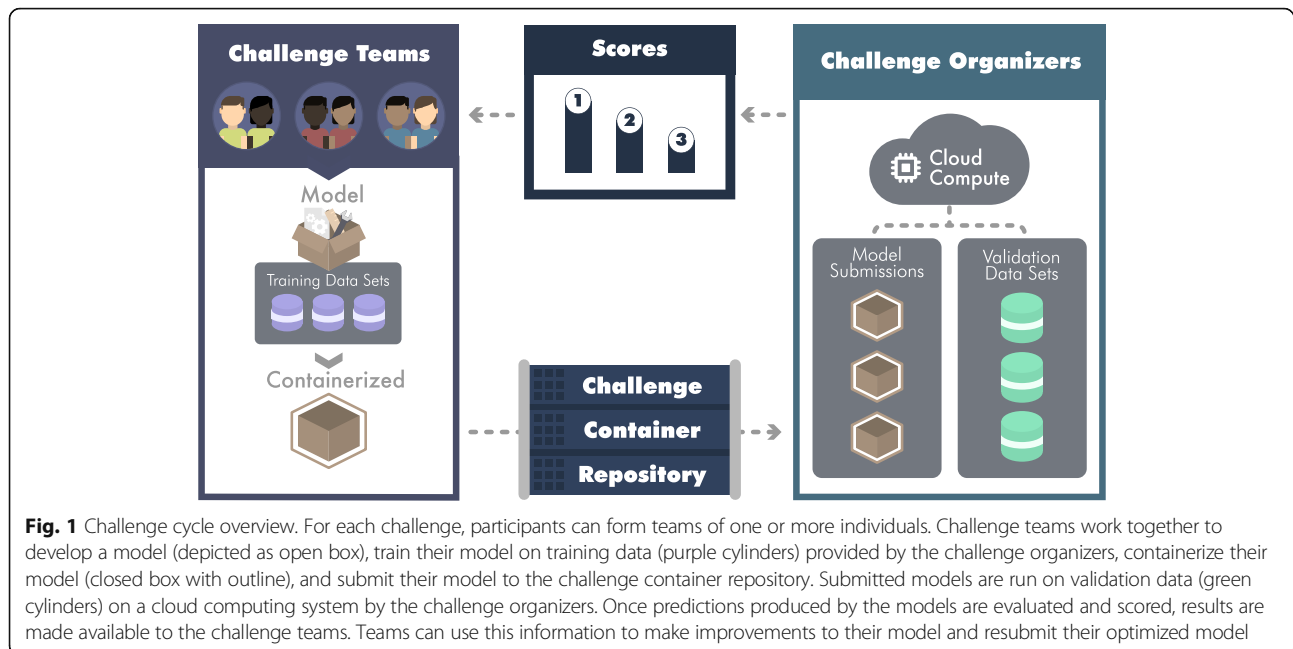 Challenge Teams
Model
Training Data Sets
Containerized
Scores
1
2
3
Challenge
Container
Repository
Challenge Organizers
Cloud
Compute
Model
Submissions
Validation
Data Sets
Fig. 1 Challenge cycle overview. For each challenge, participants can form teams of one or more individuals. Challenge teams work together to
develop a model (depicted as open box), train their model on training data (purple cylinders) provided by the challenge organizers, containerize their
model (closed box with outline), and submit their model to the challenge container repository. Submitted models are run on validation data (green
cylinders) on a cloud computing system by the challenge organizers. Once predictions produced by the models are evaluated and scored, results are
made available to the challenge teams. Teams can use this information to make improvements to their model and resubmit their optimized model